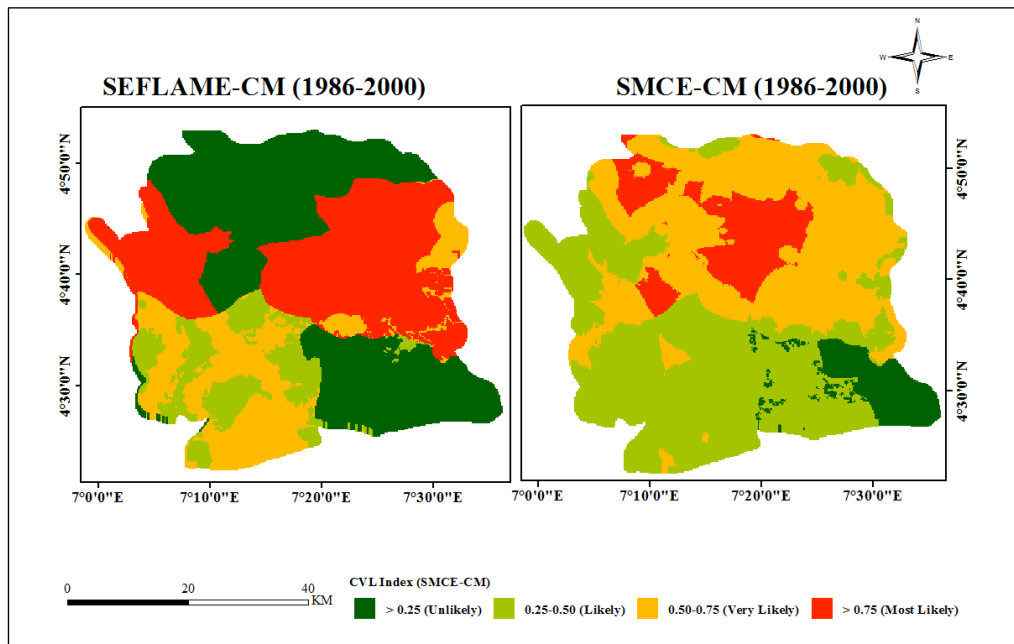 N
W E
S
SEFLAME-CM (1986-2000)
SMCE-CM (1986-2000)
4°50'0"N
4°40'0"N
4°30'0"N
4°50'0"N
4°40'0"N
4°30'0"N
7°0'0"E 7°10'0"E 7°20'0"E 7°30'0"E
7°0'0"E 7°10'0"E 7°20'0"E 7°30'0"E
0 20 40
KM
CVL Index (SMCE-CM)
> 0.25 (Unlikely) 0.25-0.50 (Likely) 0.50-0.75 (Very Likely) > 0.75 (Most Likely)